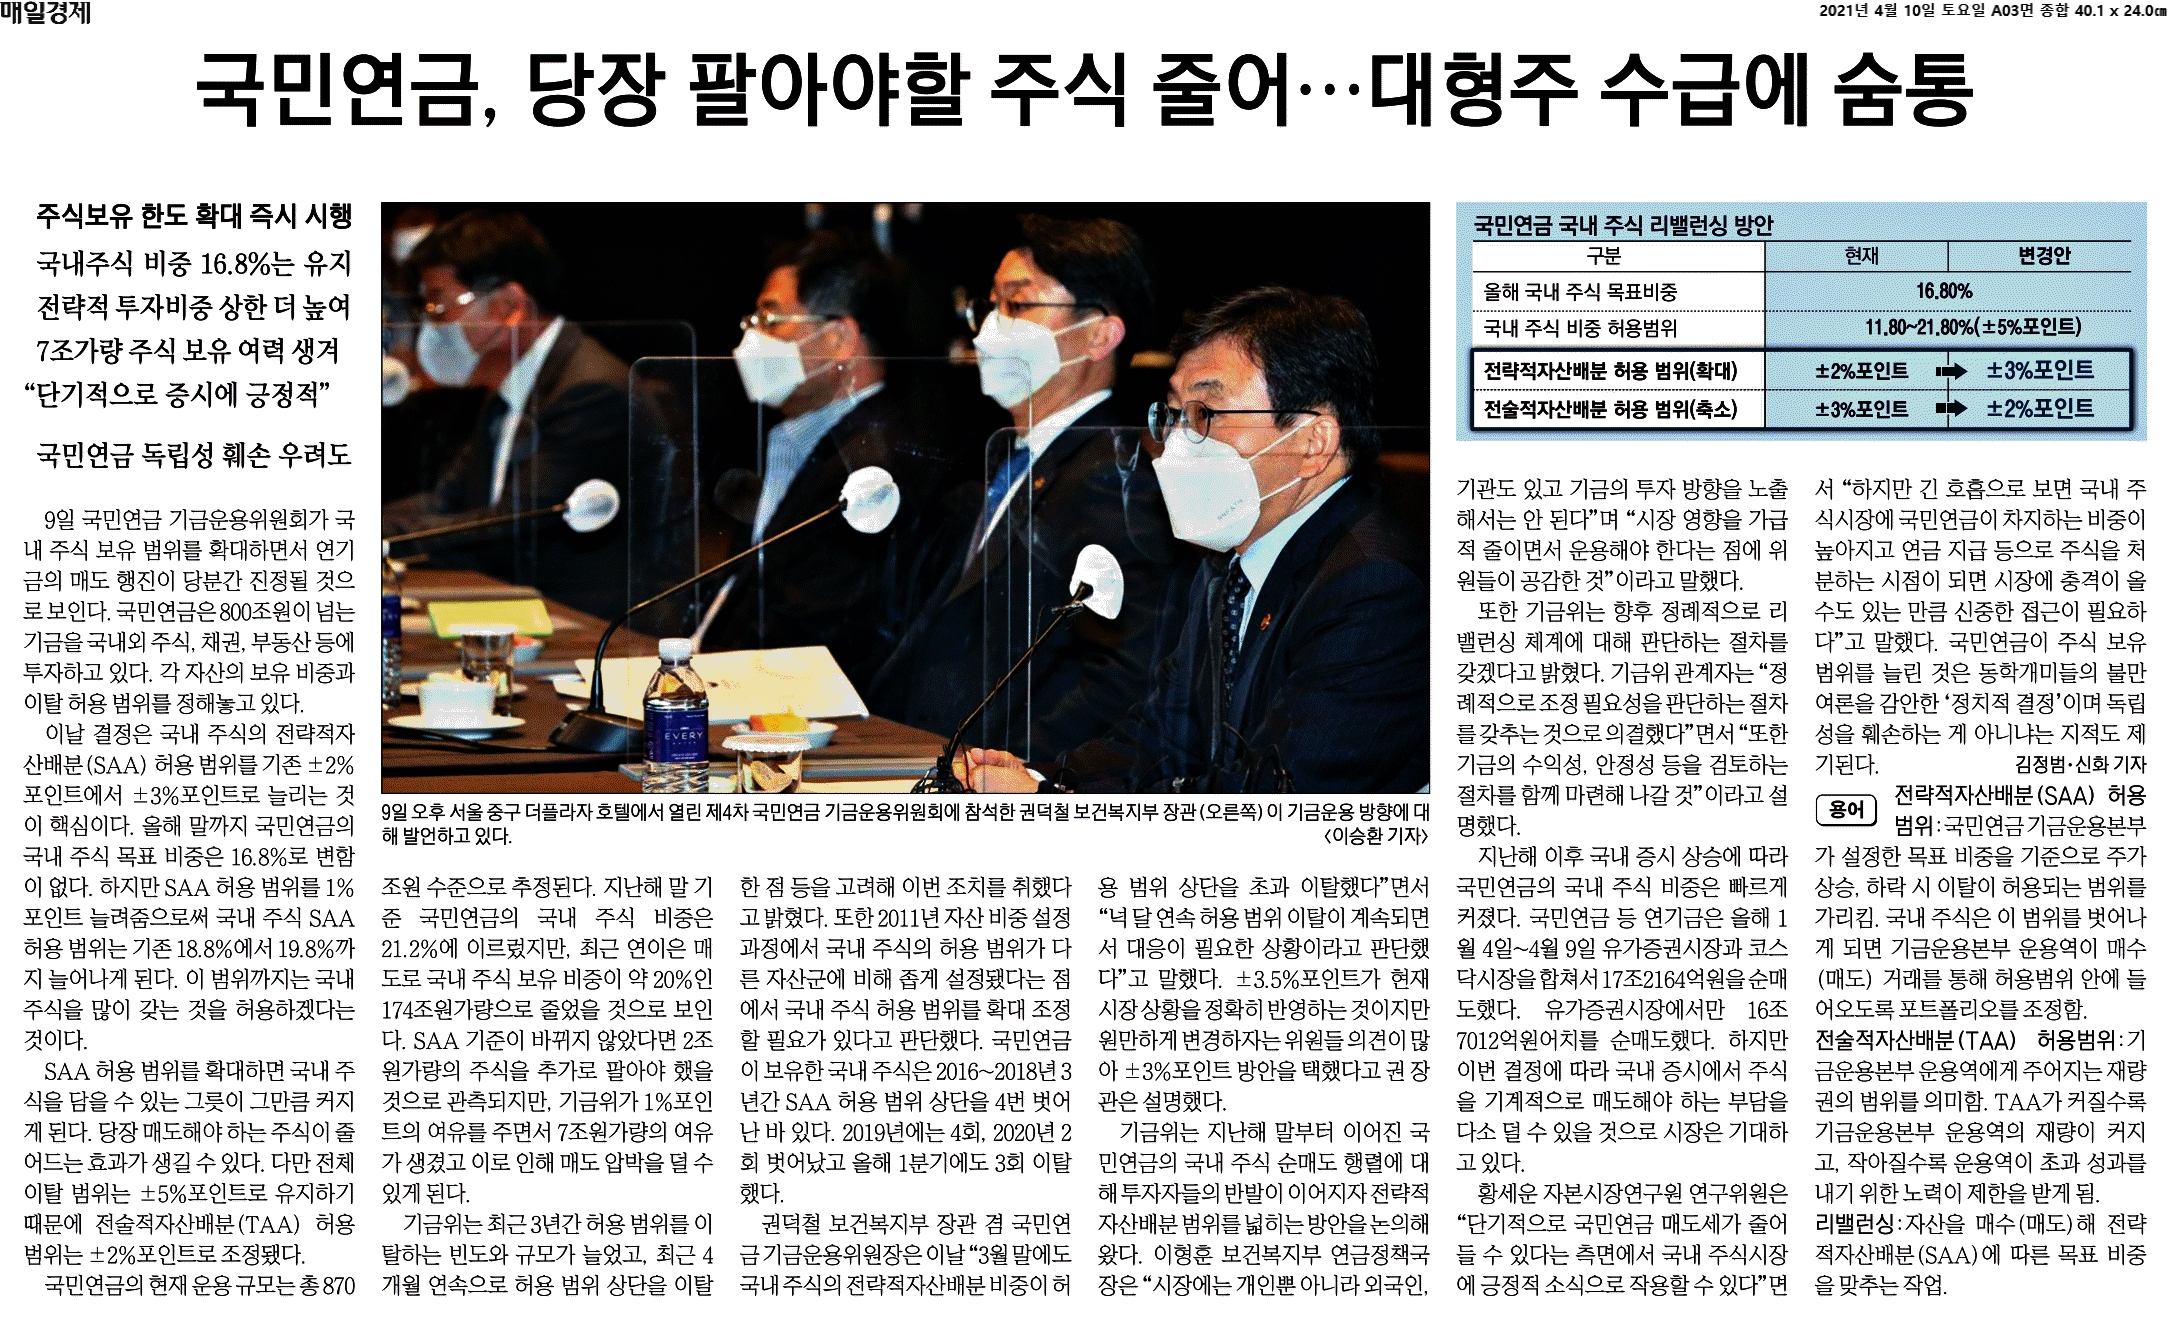 매일경제
2021년 4월 10일 토요일 A03면 종합 40.1 x 24.0㎝
국민연금, 당장 팔아야할 주식 줄어…대형주 수급에 숨통
주식보유 한도 확대 즉시 시행
국내주식 비중 16.8%는 유지
전략적 투자비중 상한 더 높여
7조가량 주식 보유 여력 생겨
“단기적으로 증시에 긍정적”
국민연금 독립성 훼손 우려도
9일 국민연금 기금운용위원회가 국
내 주식 보유 범위를 확대하면서 연기
금의 매도 행진이 당분간 진정될 것으
로 보인다. 국민연금은 800조원이 넘는
기금을 국내외 주식, 채권, 부동산 등에
투자하고 있다. 각 자산의 보유 비중과
이탈 허용 범위를 정해놓고 있다.
이날 결정은 국내 주식의 전략적자
산배분(SAA) 허용 범위를 기존 ±2%
포인트에서 ±3%포인트로 늘리는 것
이 핵심이다. 올해 말까지 국민연금의
국내 주식 목표 비중은 16.8%로 변함
이 없다. 하지만 SAA 허용 범위를 1%
포인트 늘려줌으로써 국내 주식 SAA
허용 범위는 기존 18.8%에서 19.8%까
지 늘어나게 된다. 이 범위까지는 국내
주식을 많이 갖는 것을 허용하겠다는
것이다.
SAA 허용 범위를 확대하면 국내 주
식을 담을 수 있는 그릇이 그만큼 커지
게 된다. 당장 매도해야 하는 주식이 줄
어드는 효과가 생길 수 있다. 다만 전체
이탈 범위는 ±5%포인트로 유지하기
때문에 전술적자산배분(TAA) 허용
범위는 ±2%포인트로 조정됐다.
국민연금의 현재 운용 규모는 총 870
EVERY
9일 오후 서울 중구 더플라자 호텔에서 열린 제4차 국민연금 기금운용위원회에 참석한 권덕철 보건복지부 장관(오른쪽)이 기금운용 방향에 대
해 발언하고 있다.
<이승환 기자>
조원 수준으로 추정된다. 지난해 말 기
준 국민연금의 국내 주식 비중은
21.2%에 이르렀지만, 최근 연이은 매
도로 국내 주식 보유 비중이 약 20%인
174조원가량으로 줄었을 것으로 보인
다. SAA 기준이 바뀌지 않았다면 2조
원가량의 주식을 추가로 팔아야 했을
것으로 관측되지만, 기금위가 1%포인
트의 여유를 주면서 7조원가량의 여유
가 생겼고 이로 인해 매도 압박을 덜 수
있게 된다.
기금위는 최근 3년간 허용 범위를 이
탈하는 빈도와 규모가 늘었고, 최근 4
개월 연속으로 허용 범위 상단을 이탈
한 점 등을 고려해 이번 조치를 취했다
고 밝혔다. 또한 2011년 자산 비중 설정
과정에서 국내 주식의 허용 범위가 다
른 자산군에 비해 좁게 설정됐다는 점
에서 국내 주식 허용 범위를 확대 조정
할 필요가 있다고 판단했다. 국민연금
이 보유한 국내 주식은 2016~2018년 3
년간 SAA 허용 범위 상단을 4번 벗어
난 바 있다. 2019년에는 4회, 2020년 2
회 벗어났고 올해 1분기에도 3회 이탈
했다.
권덕철 보건복지부 장관 겸 국민연
금 기금운용위원장은 이날 “3월 말에도
국내 주식의 전략적자산배분 비중이 허
용 범위 상단을 초과 이탈했다”면서
“넉 달 연속 허용 범위 이탈이 계속되면
서 대응이 필요한 상황이라고 판단했
다”고 말했다. ±3.5%포인트가 현재
시장 상황을 정확히 반영하는 것이지만
원만하게 변경하자는 위원들 의견이 많
아 ±3%포인트 방안을 택했다고 권 장
관은 설명했다.
기금위는 지난해 말부터 이어진 국
민연금의 국내 주식 순매도 행렬에 대
해 투자자들의 반발이 이어지자 전략적
자산배분 범위를 넓히는 방안을 논의해
왔다. 이형훈 보건복지부 연금정책국
장은 “시장에는 개인뿐 아니라 외국인,
국민연금 국내 주식 리밸런싱 방안
구분 현재 변경안
올해 국내 주식 목표비중 16.80%
국내 주식 비중 허용범위 11.80~21.80%(±5%포인트)
전략적자산배분 허용 범위(확대) ±2%포인트 ➡ ±3%포인트
전술적자산배분 허용 범위(축소) ±3%포인트 ➡ ±2%포인트
기관도 있고 기금의 투자 방향을 노출
해서는 안 된다”며 “시장 영향을 가급
적 줄이면서 운용해야 한다는 점에 위
원들이 공감한 것”이라고 말했다.
또한 기금위는 향후 정례적으로 리
밸런싱 체계에 대해 판단하는 절차를
갖겠다고 밝혔다. 기금위 관계자는 “정
례적으로 조정 필요성을 판단하는 절차
를 갖추는 것으로 의결했다”면서 “또한
기금의 수익성, 안정성 등을 검토하는
절차를 함께 마련해 나갈 것”이라고 설
명했다.
지난해 이후 국내 증시 상승에 따라
국민연금의 국내 주식 비중은 빠르게
커졌다. 국민연금 등 연기금은 올해 1
월 4일~4월 9일 유가증권시장과 코스
닥시장을 합쳐서 17조2164억원을 순매
도했다. 유가증권시장에서만 16조
7012억원어치를 순매도했다. 하지만
이번 결정에 따라 국내 증시에서 주식
을 기계적으로 매도해야 하는 부담을
다소 덜 수 있을 것으로 시장은 기대하
고 있다.
황세운 자본시장연구원 연구위원은
“단기적으로 국민연금 매도세가 줄어
들 수 있다는 측면에서 국내 주식시장
에 긍정적 소식으로 작용할 수 있다”면
서 “하지만 긴 호흡으로 보면 국내 주
식시장에 국민연금이 차지하는 비중이
높아지고 연금 지급 등으로 주식을 처
분하는 시점이 되면 시장에 충격이 올
수도 있는 만큼 신중한 접근이 필요하
다”고 말했다. 국민연금이 주식 보유
범위를 늘린 것은 동학개미들의 불만
여론을 감안한 ‘정치적 결정’이며 독립
성을 훼손하는 게 아니냐는 지적도 제
기된다. 김정범·신화 기자
용어
전략적자산배분(SAA) 허용
범위:국민연금 기금운용본부
가 설정한 목표 비중을 기준으로 주가
상승, 하락 시 이탈이 허용되는 범위를
가리킴. 국내 주식은 이 범위를 벗어나
게 되면 기금운용본부 운용역이 매수
(매도) 거래를 통해 허용범위 안에 들
어오도록 포트폴리오를 조정함.
전술적자산배분(TAA) 허용범위:기
금운용본부 운용역에게 주어지는 재량
권의 범위를 의미함. TAA가 커질수록
기금운용본부 운용역의 재량이 커지
고, 작아질수록 운용역이 초과 성과를
내기 위한 노력이 제한을 받게 됨.
리밸런싱:자산을 매수(매도)해 전략
적자산배분(SAA)에 따른 목표 비중
을 맞추는 작업.